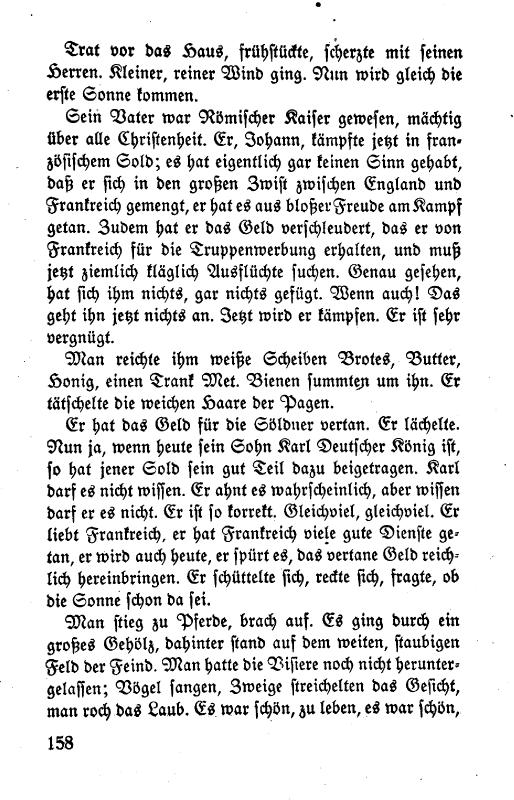 Trat vor das Haus, frühstückte, scherzte mit seinen
Herren. Kleiner, reiner Wind ging. Nun wird gleich die
erste Sonne kommen.
Sein Vater war Römischer Kaiser gewesen, mächtig
über alle Christenheit. Er, Johann, kämpfte jetzt in fran-
zösischem Sold; es hat eigentlich gar keinen Sinn gehabt,
daß er sich in den großen Zwist zwischen England und
Frankreich gemengt, er hat es aus bloßer Freude am Kampf
getan. Zudem hat er das Geld verschleudert, das er von
Frankreich für die Truppenwerbung erhalten, und muß
jetzt ziemlich kläglich Ausflüchte suchen. Genau gesehen,
hat sich ihm nichts, gar nichts gefügt. Wenn auch! Das
geht ihn jetzt nichts an. Jetzt wird er kämpfen. Er ist sehr
vergnügt.
Man reichte ihm weiße Scheiben Brotes, Butter,
Honig, einen Trank Met. Bienen summten um ihn. Er
tätschelte die weichen Haare der Pagen.
Er hat das Geld für die Söldner vertan. Er lächelte.
Nun ja, wenn heute sein Sohn Karl Deutscher König ist,
so hat jener Sold sein gut Teil dazu beigetragen. Karl
darf es nicht wissen. Er ahnt es wahrscheinlich, aber wissen
darf er es nicht. Er ist so korrekt. Gleichviel, gleichviel. Er
liebt Frankreich, er hat Frankreich viele gute Dienste ge-
tan, er wird auch heute, er spürt es, das vertane Geld reich-
lich hereinbringen. Er schüttelte sich, reckte sich, fragte, ob
die Sonne schon da sei.
Man stieg zu Pferde, brach auf. Es ging durch ein
großes Gehölz, dahinter stand auf dem weiten, staubigen
Feld der Feind. Man hatte die Visiere noch nicht herunter-
gelassen; Vögel sangen, Zweige streichelten das Gesicht,
man roch das Laub. Es war schön, zu leben, es war schön,
158